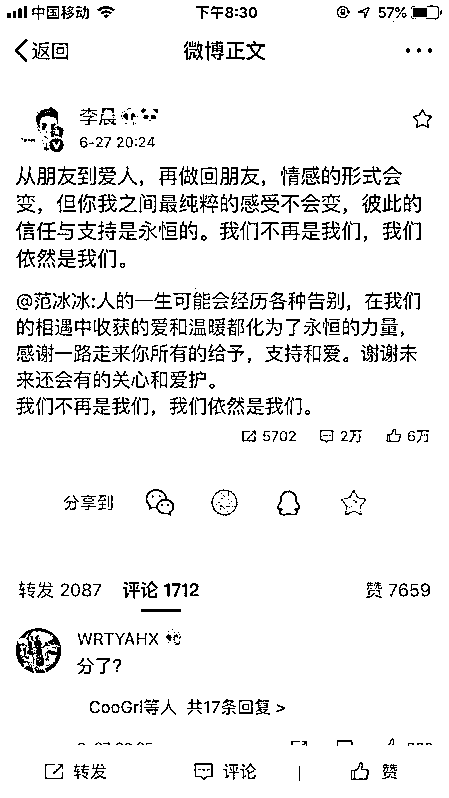 中国移动 下午8:30 57%
返回 微博正文
李晨
6-27 20:24
从朋友到爱人，再做回朋友，情感的形式会
变，但你我之间最纯粹的感受不会变，彼此的
信任与支持是永恒的。我们不再是我们，我们
依然是我们。
@范冰冰:人的一生可能会经历各种告别，在我们
的相遇中收获的爱和温暖都化为了永恒的力量，
感谢一路走来你所有的给予，支持和爱。谢谢未
来还会有的关心和爱护。
我们不再是我们，我们依然是我们。
5702 2万 6万
分享到
转发 2087 评论 1712 赞 7659
WRTYAHX
分了?
CooGrl等人 共17条回复 >
转发 评论 赞